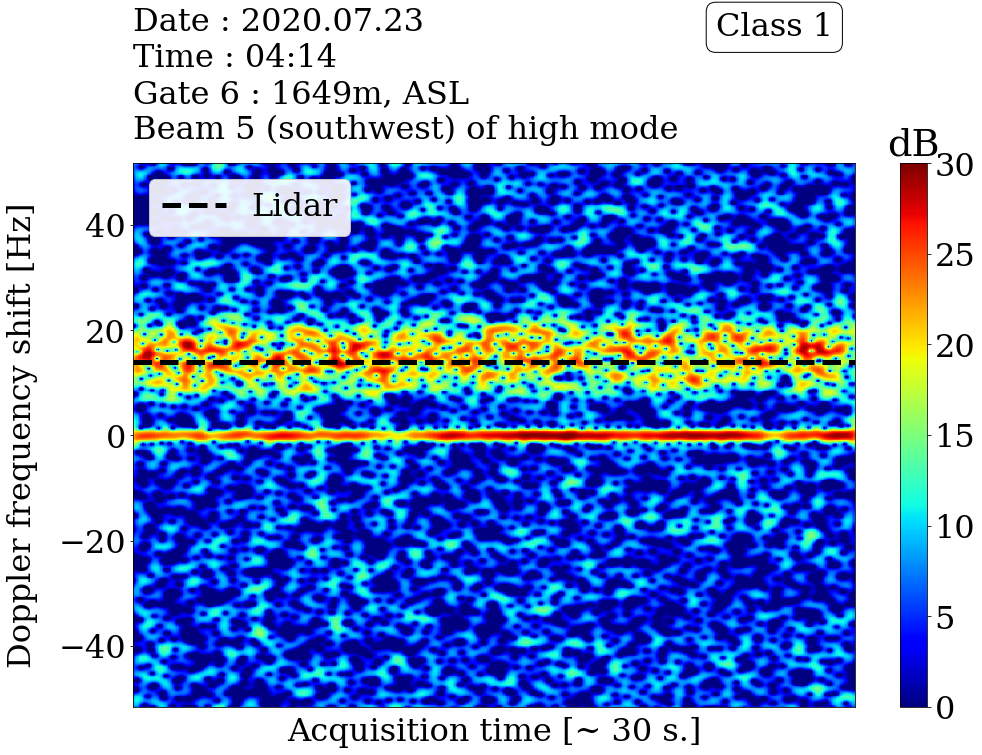 Date : 2020.07.23
Time : 04:14
Gate 6 : 1649m, ASL
Beam 5 (southwest) of high mode
Class 1
dB
Lidar
Doppler frequency shift [Hz]
40
20
0
−20
−40
30
25
20
15
10
5
0
Acquisition time [~ 30 s.]